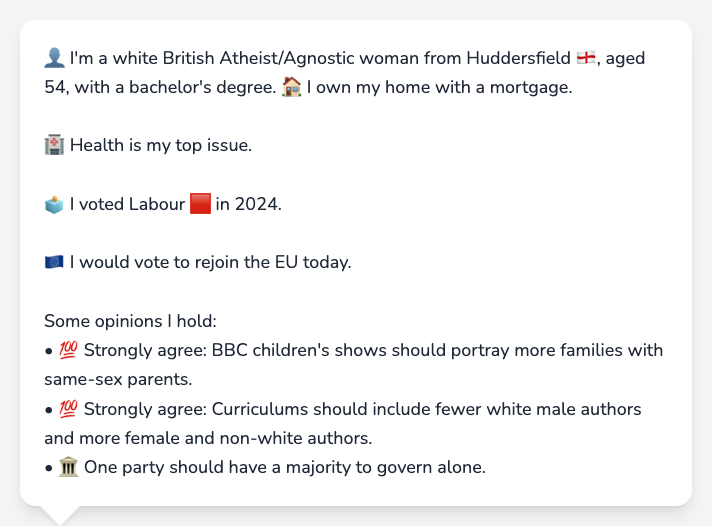 👤 I'm a white British Atheist/Agnostic woman from Huddersfield 🏴󠁧󠁢󠁥󠁮󠁧󠁿, aged
54, with a bachelor's degree. 🏠 I own my home with a mortgage.
🏥 Health is my top issue.
🗳️ I voted Labour 🟥 in 2024.
🇪🇺 I would vote to rejoin the EU today.
Some opinions I hold:
• 💯 Strongly agree: BBC children's shows should portray more families with
same-sex parents.
• 💯 Strongly agree: Curriculums should include fewer white male authors
and more female and non-white authors.
• 🏛️ One party should have a majority to govern alone.